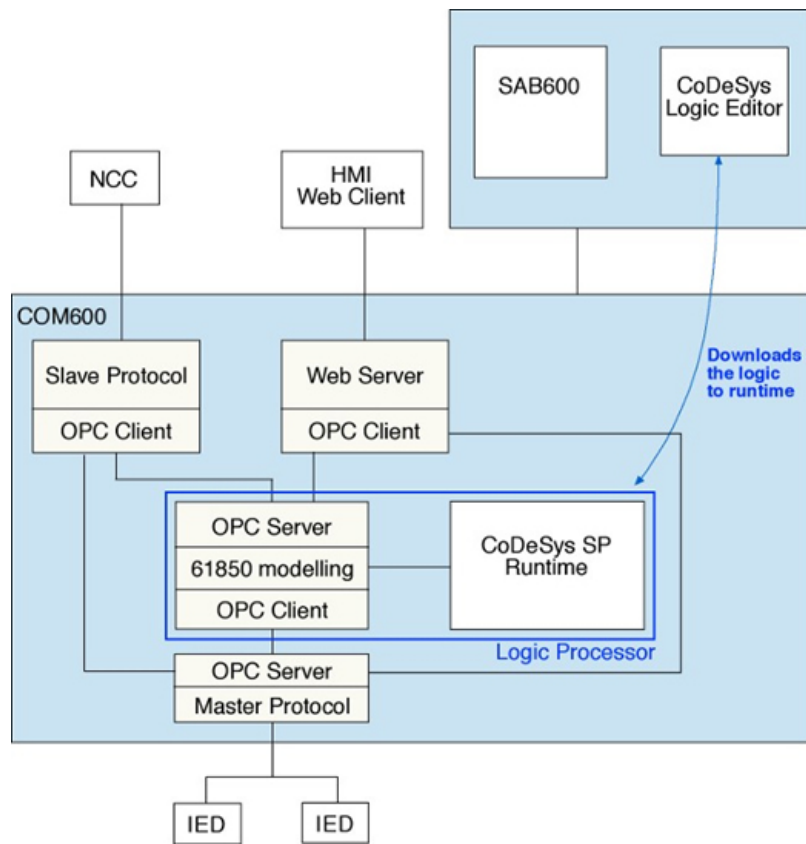 SAB600
CoDeSys
Logic Editor
NCC
HMI
Web Client
COM600
Slave Protocol
OPC Client
Web Server
OPC Client
Downloads
the logic
to runtime
OPC Server
61850 modelling
OPC Client
CoDeSys SP
Runtime
Logic Processor
OPC Server
Master Protocol
IED
IED